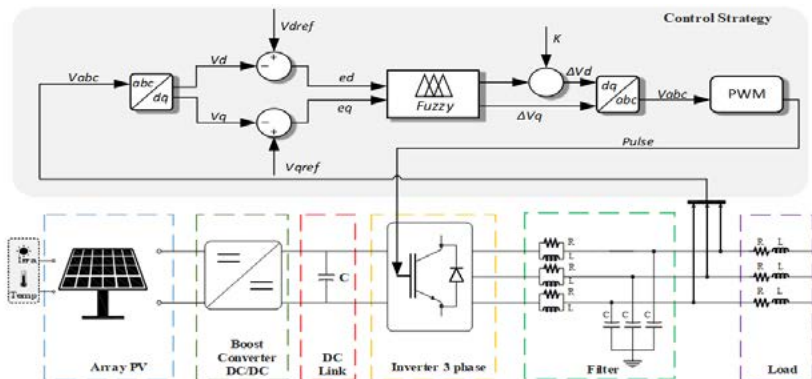 Control Strategy
Vdref
K
Vabc
abc
dq
Vd
ed
Fuzzy
ΔVd
dq
abc
Vabc
PWM
Vq
eq
ΔVq
Vqref
Pulse
Irra
Temp
C
R
L
R
L
R
L
C
C
C
R
L
R
L
R
L
Array PV
Boost
Converter
DC/DC
DC
Link
Inverter 3 phase
Filter
Load